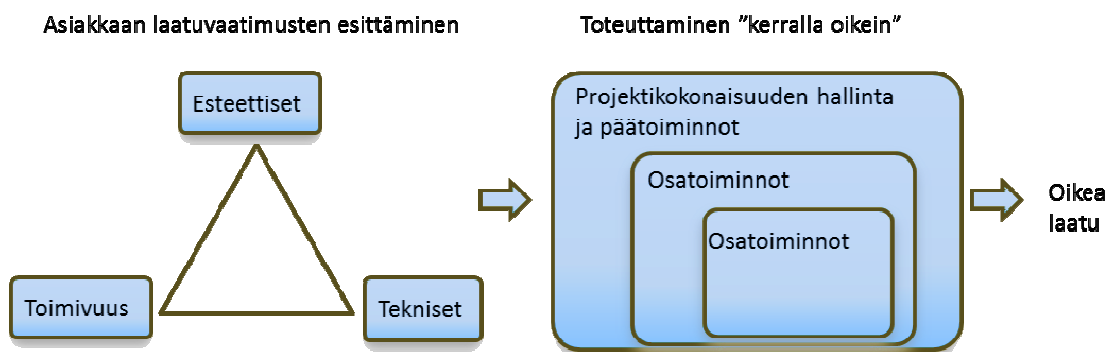 Asiakkaan laatuvaatimusten esittäminen
Toteuttaminen ”kerralla oikein”
Esteettiset
Toimivuus
Tekniset
Projektikokonaisuuden hallinta
ja päätoiminnot
Osatoiminnot
Osatoiminnot
Oikea
laatu